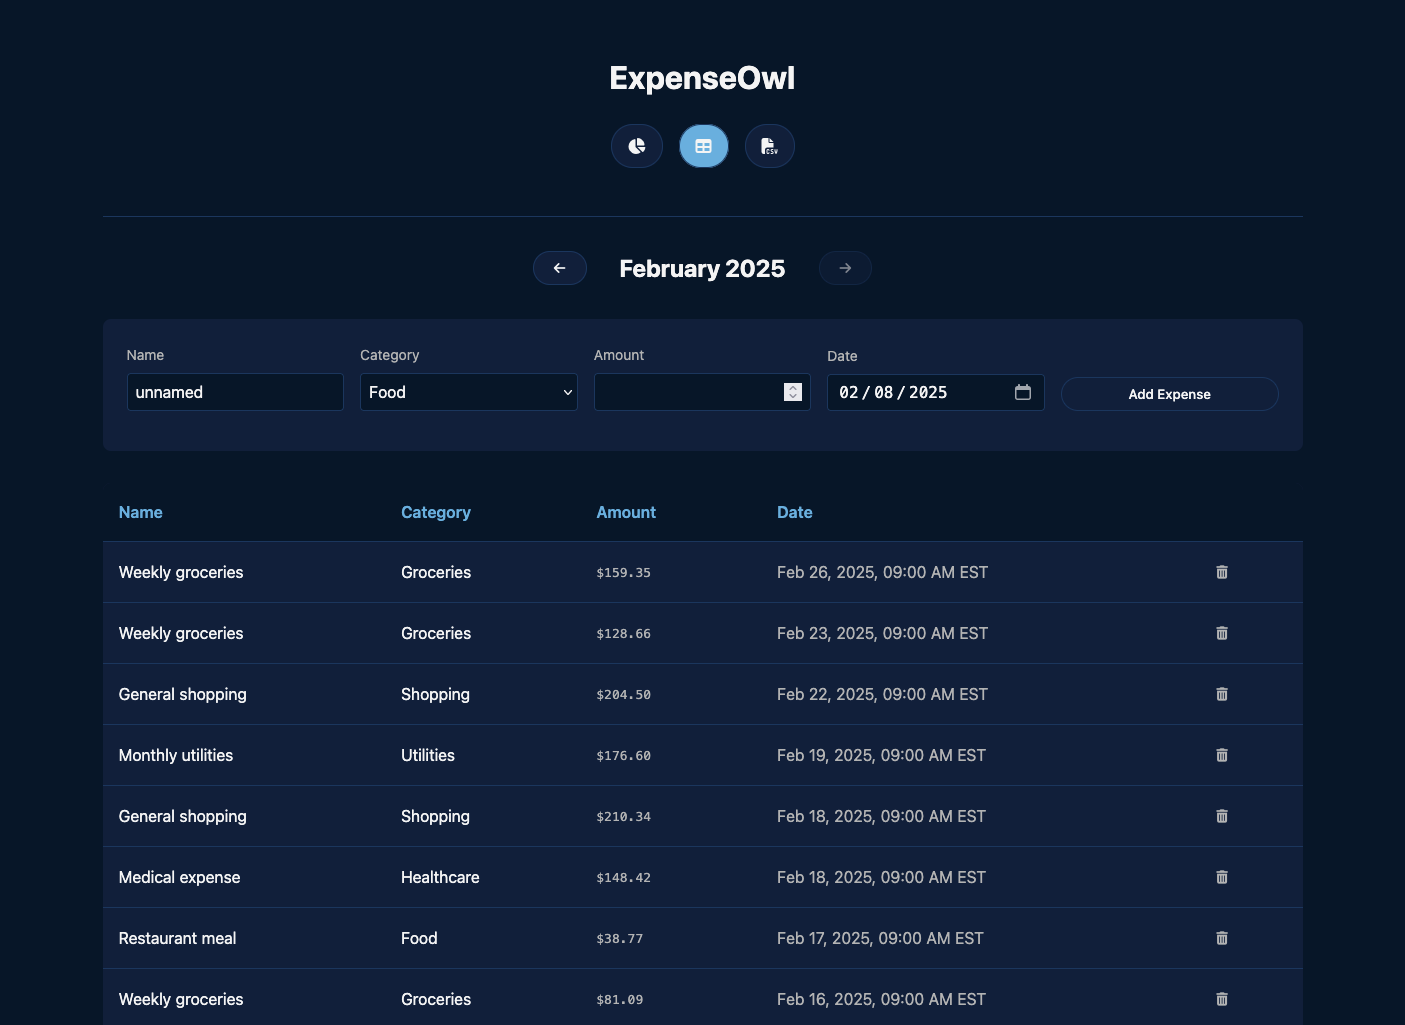 ExpenseOwl
CSV
February 2025
Name Category Amount Date
unnamed Food 02/08/2025 Add Expense
Name Category Amount Date
Weekly groceries Groceries $159.35 Feb 26, 2025, 09:00 AM EST
Weekly groceries Groceries $128.66 Feb 23, 2025, 09:00 AM EST
General shopping Shopping $204.50 Feb 22, 2025, 09:00 AM EST
Monthly utilities Utilities $176.60 Feb 19, 2025, 09:00 AM EST
General shopping Shopping $210.34 Feb 18, 2025, 09:00 AM EST
Medical expense Healthcare $148.42 Feb 18, 2025, 09:00 AM EST
Restaurant meal Food $38.77 Feb 17, 2025, 09:00 AM EST
Weekly groceries Groceries $81.09 Feb 16, 2025, 09:00 AM EST